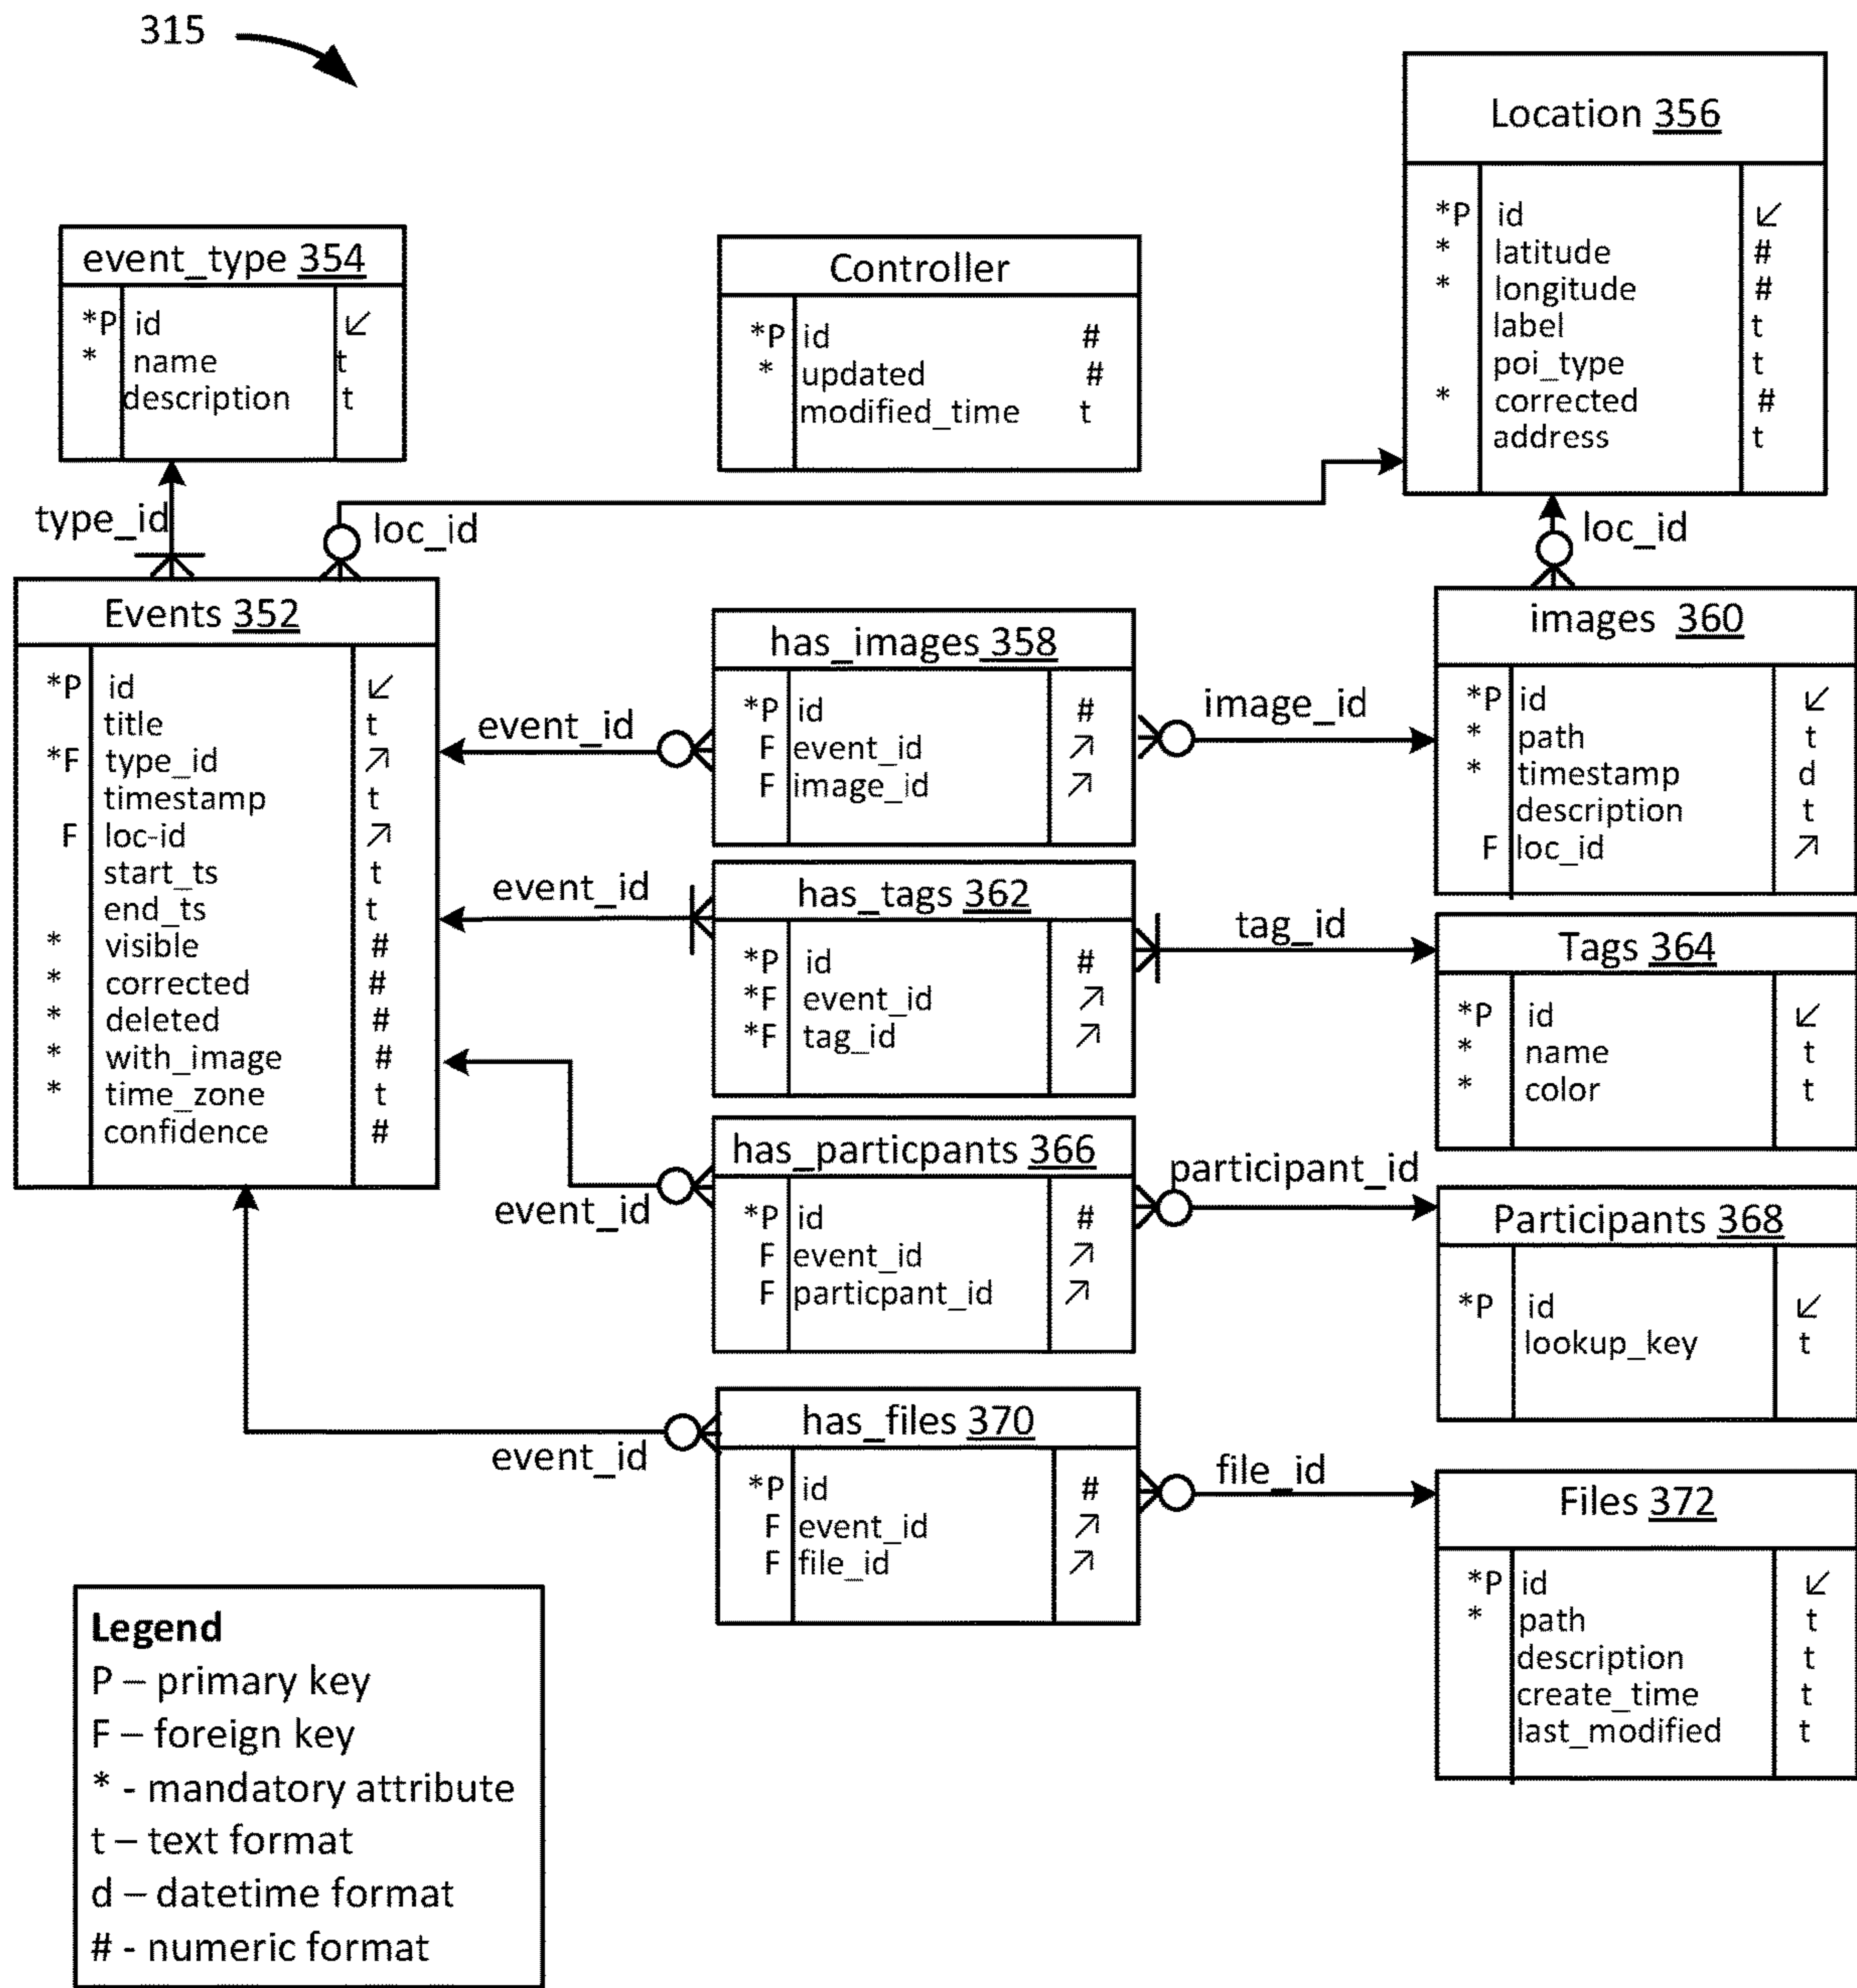 315
Location 356
*P id ↙
* latitude #
* longitude #
label t
poi_type t
* corrected #
address t
event_type 354
*P id ↙
* name t
description t
Controller
*P id #
* updated #
modified_time t
type_id
loc_id
loc_id
Events 352
*P id ↙
title t
*F type_id ↗
timestamp t
F loc-id ↗
start_ts t
end_ts t
* visible #
* corrected #
* deleted #
* with_image #
* time_zone t
confidence #
event_id
has_images 358
*P id #
F event_id ↗
F image_id ↗
image_id
images 360
*P id ↙
* path t
* timestamp d
description t
F loc_id ↗
event_id
has_tags 362
*P id #
*F event_id ↗
*F tag_id ↗
tag_id
Tags 364
*P id ↙
* name t
* color t
event_id
has_particpants 366
*P id #
F event_id ↗
F particpant_id ↗
participant_id
Participants 368
*P id ↙
lookup_key t
event_id
has_files 370
*P id #
F event_id ↗
F file_id ↗
file_id
Files 372
*P id ↙
* path t
description t
create_time t
last_modified t
Legend
P – primary key
F – foreign key
* - mandatory attribute
t – text format
d – datetime format
# - numeric format